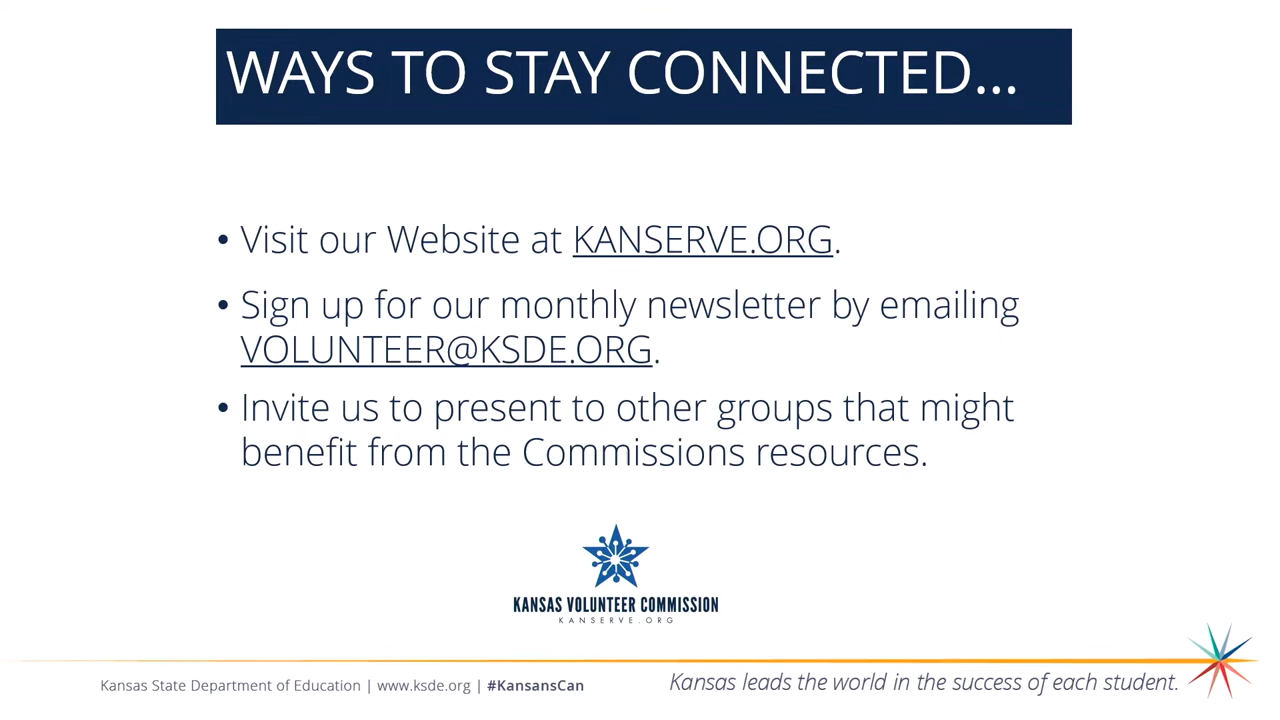 WAYS TO STAY CONNECTED...
• Visit our Website at KANSERVE.ORG.
• Sign up for our monthly newsletter by emailing
VOLUNTEER@KSDE.ORG.
• Invite us to present to other groups that might
benefit from the Commissions resources.
KANSAS VOLUNTEER COMMISSION
KANSERVE.ORG
Kansas State Department of Education | www.ksde.org | #KansansCan
Kansas leads the world in the success of each student.